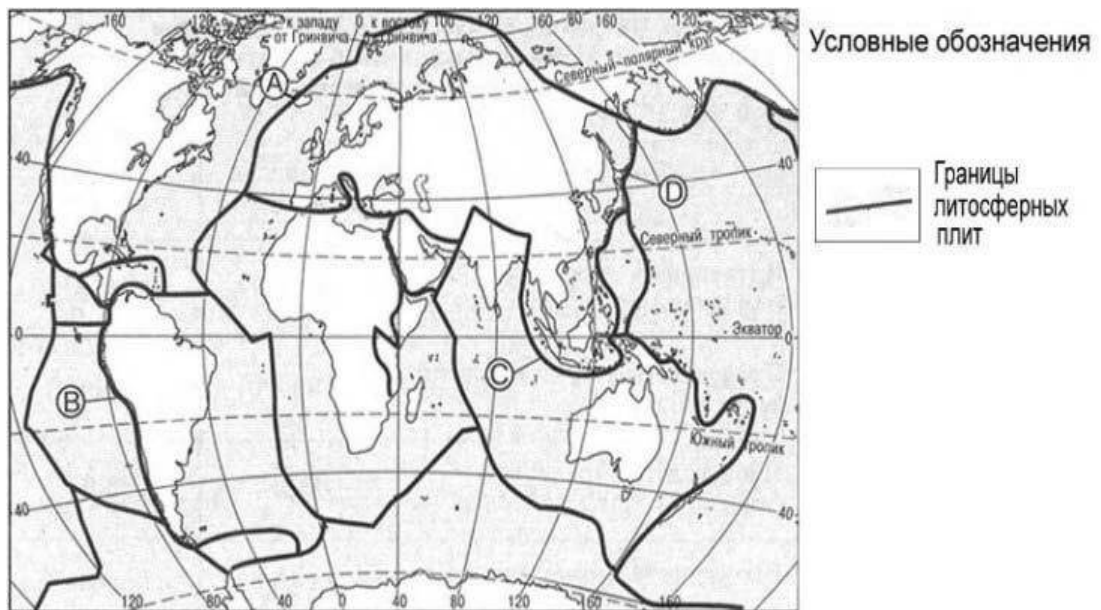 160 120 к западу 0 к востоку 100 160 80 160 120
от Гринвича от Гринвича
Условные обозначения
Северный полярный круг
A
40 40
D
Границы
литосферных
плит
Северный тропик
0 Экватор 0
C
B
Южный тропик
40 40
120 80 40 0 40 80 120 160 160